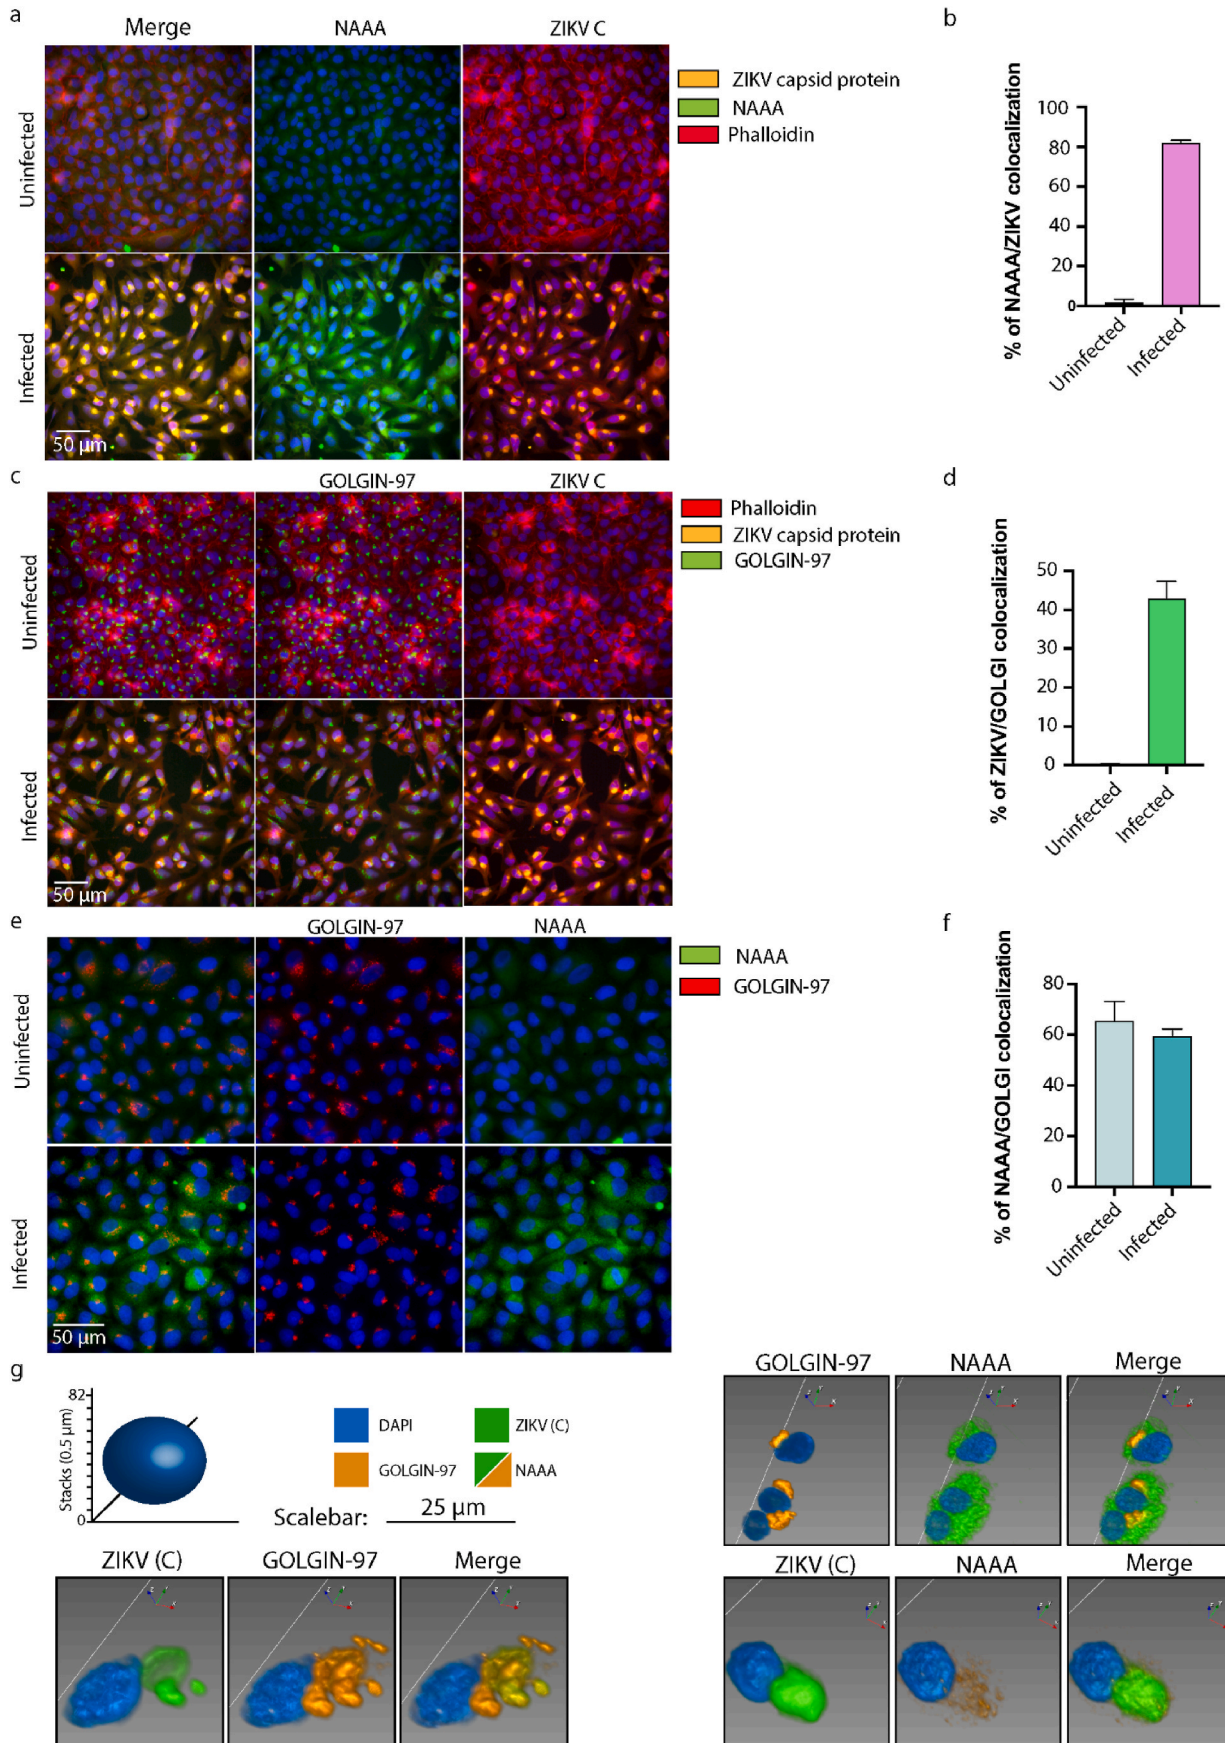 a
Merge
NAAA
ZIKV C
Uninfected
Infected
50 µm
ZIKV capsid protein
NAAA
Phalloidin
b
% of NAAA/ZIKV colocalization
100
80
60
40
20
0
Uninfected
Infected
c
GOLGIN-97
ZIKV C
Uninfected
Infected
50 µm
Phalloidin
ZIKV capsid protein
GOLGIN-97
d
% of ZIKV/GOLGI colocalization
50
40
30
20
10
0
Uninfected
Infected
e
GOLGIN-97
NAAA
Uninfected
Infected
50 µm
NAAA
GOLGIN-97
f
% of NAAA/GOLGI colocalization
80
60
40
20
0
Uninfected
Infected
g
82
Stacks (0.5 µm)
0
DAPI
ZIKV (C)
GOLGIN-97
NAAA
Scalebar:
25 µm
ZIKV (C)
GOLGIN-97
Merge
GOLGIN-97
NAAA
Merge
ZIKV (C)
NAAA
Merge